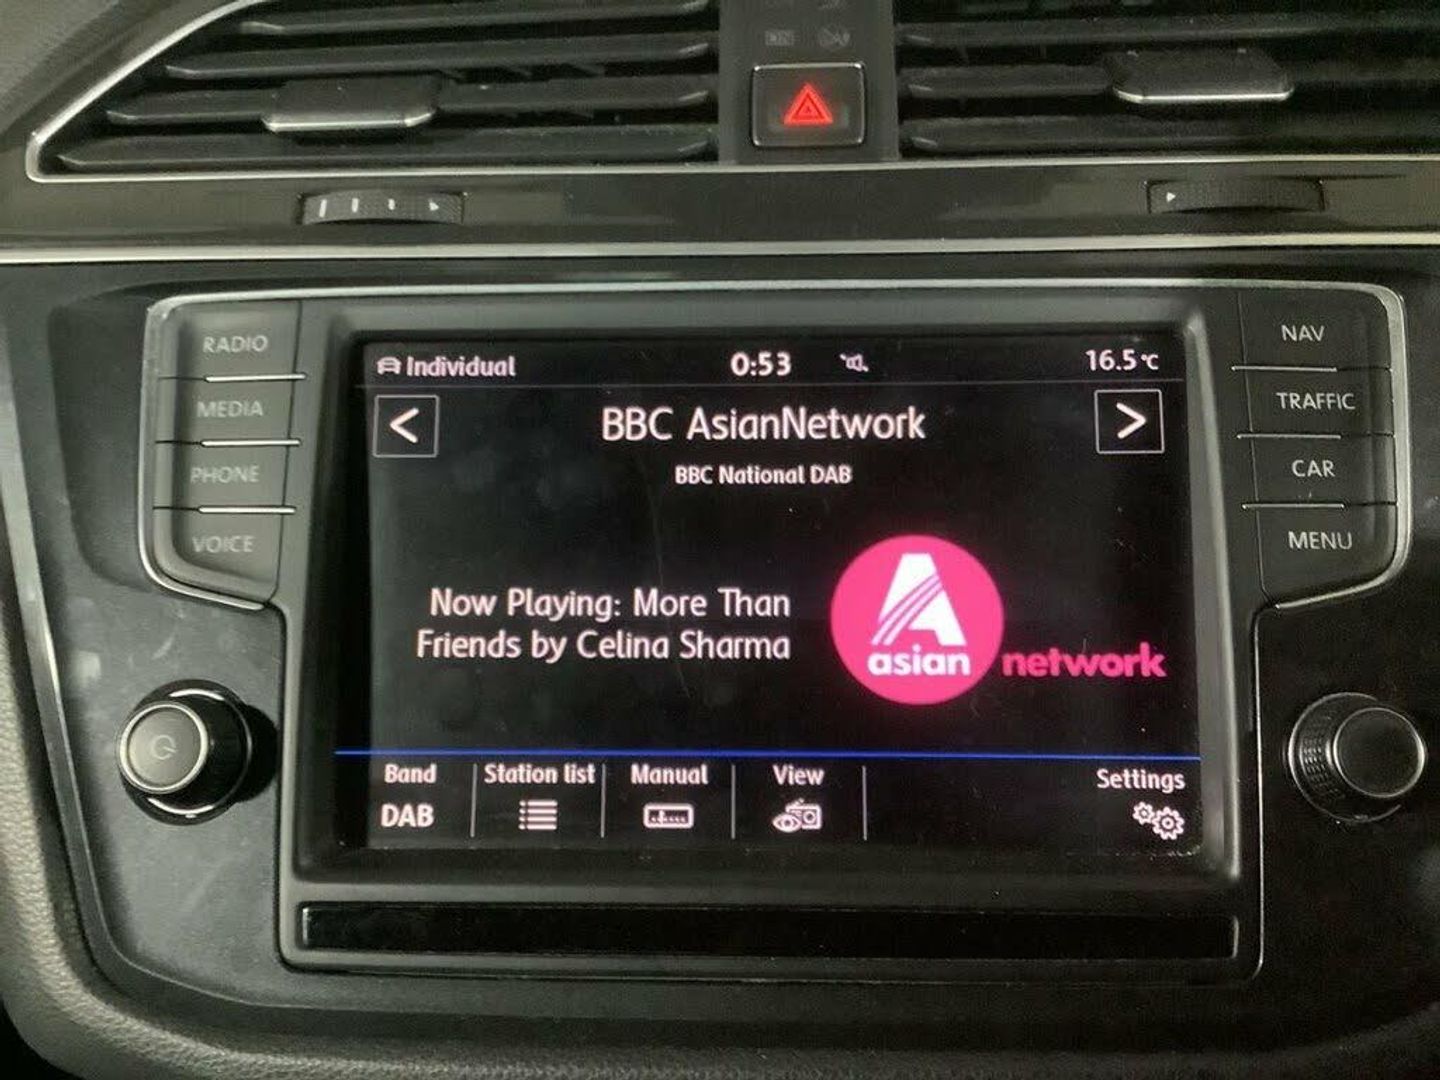 RADIO
MEDIA
PHONE
VOICE
Individual
0:53
16.5°C
<
BBC AsianNetwork
>
BBC National DAB
Now Playing: More Than
Friends by Celina Sharma
asian network
Band
DAB
Station list
Manual
View
Settings
NAV
TRAFFIC
CAR
MENU